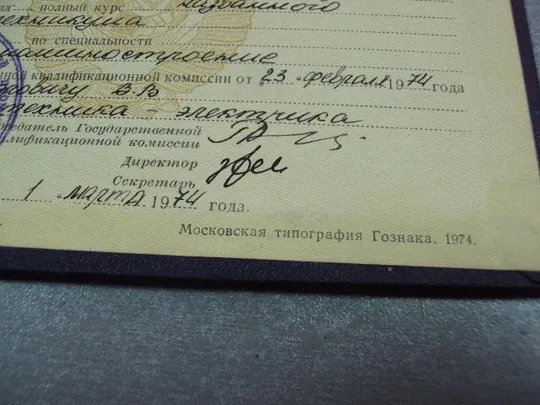 полный курс названного
техникума
по специальности
машиностроение
квалификационной комиссии от „23 „ февраля 1974 года
В.В.
техника электрика
Государственной
квалификационной комиссии
Директор
Секретарь
1 „ марта 1974 года.
Московская типография Гознака. 1974.